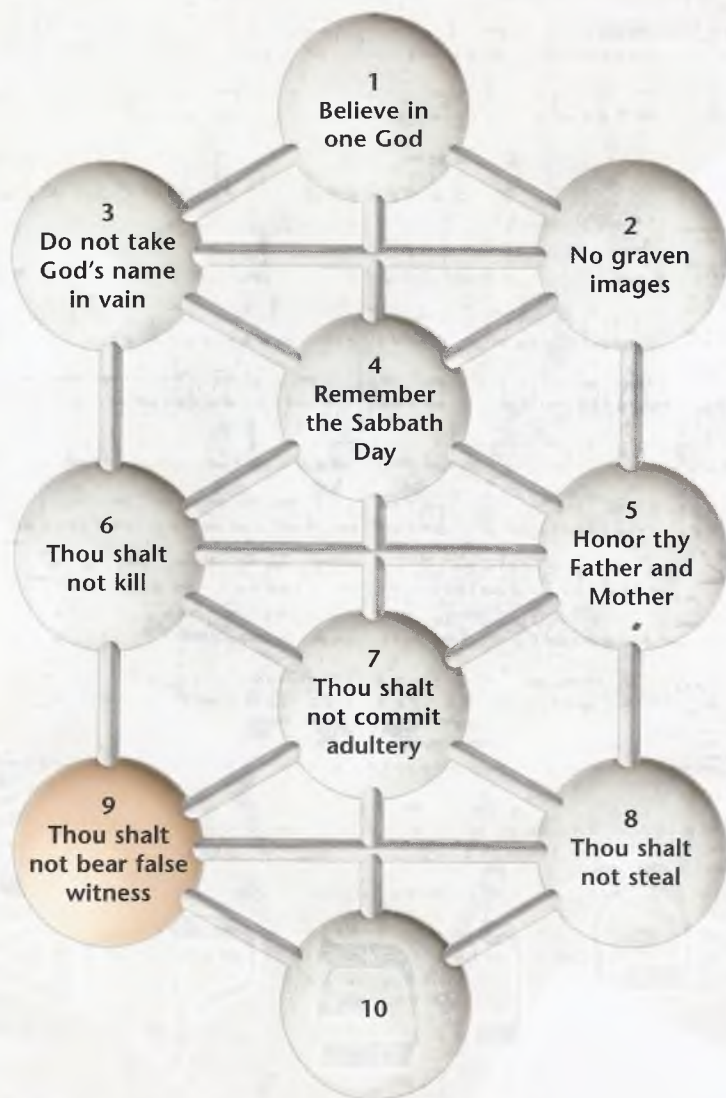 1
Believe in
one God
3
Do not take
God's name
in vain
2
No graven
images
4
Remember
the Sabbath
Day
6
Thou shalt
not kill
5
Honor thy
Father and
Mother
7
Thou shalt
not commit
adultery
9
Thou shalt
not bear false
witness
8
Thou shalt
not steal
10